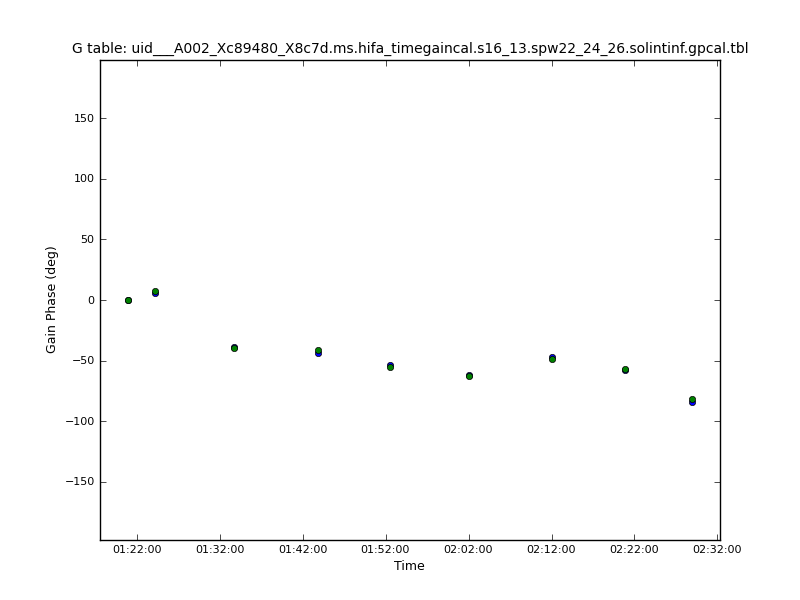 G table: uid___A002_Xc89480_X8c7d.ms.hifa_timegaincal.s16_13.spw22_24_26.solintinf.gpcal.tbl
150
100
50
0
−50
−100
−150
Gain Phase (deg)
01:22:00 01:32:00 01:42:00 01:52:00 02:02:00 02:12:00 02:22:00 02:32:00
Time